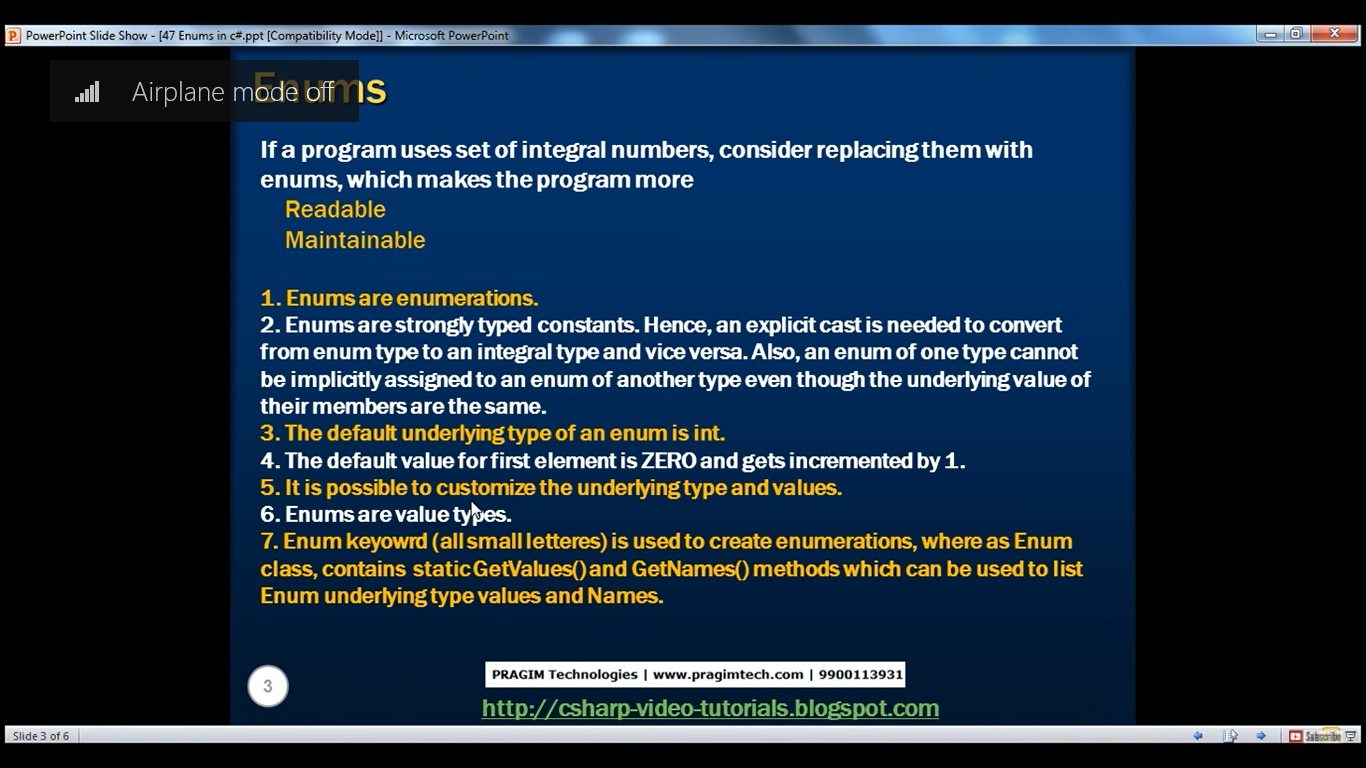 PowerPoint Slide Show - [47 Enums in c#.ppt [Compatibility Mode]] - Microsoft PowerPoint
Airplane mode off
Enums
If a program uses set of integral numbers, consider replacing them with
enums, which makes the program more
Readable
Maintainable
1. Enums are enumerations.
2. Enums are strongly typed constants. Hence, an explicit cast is needed to convert
from enum type to an integral type and vice versa. Also, an enum of one type cannot
be implicitly assigned to an enum of another type even though the underlying value of
their members are the same.
3. The default underlying type of an enum is int.
4. The default value for first element is ZERO and gets incremented by 1.
5. It is possible to customize the underlying type and values.
6. Enums are value types.
7. Enum keyowrd (all small letteres) is used to create enumerations, where as Enum
class, contains static GetValues() and GetNames() methods which can be used to list
Enum underlying type values and Names.
3
PRAGIM Technologies | www.pragimtech.com | 9900113931
http://csharp-video-tutorials.blogspot.com
Slide 3 of 6
Subscribe